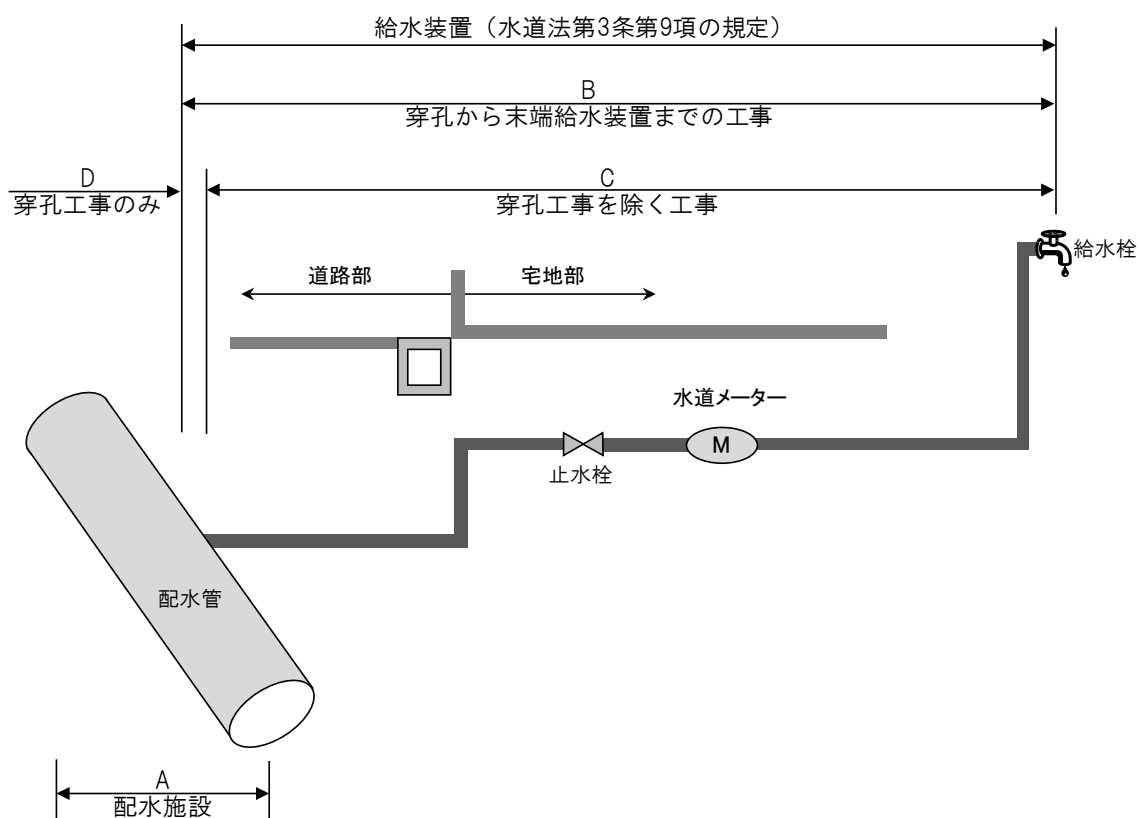 給水装置（水道法第3条第9項の規定）
B
穿孔から末端給水装置までの工事
D
穿孔工事のみ
C
穿孔工事を除く工事
給水栓
道路部
宅地部
水道メーター
M
止水栓
配水管
A
配水施設